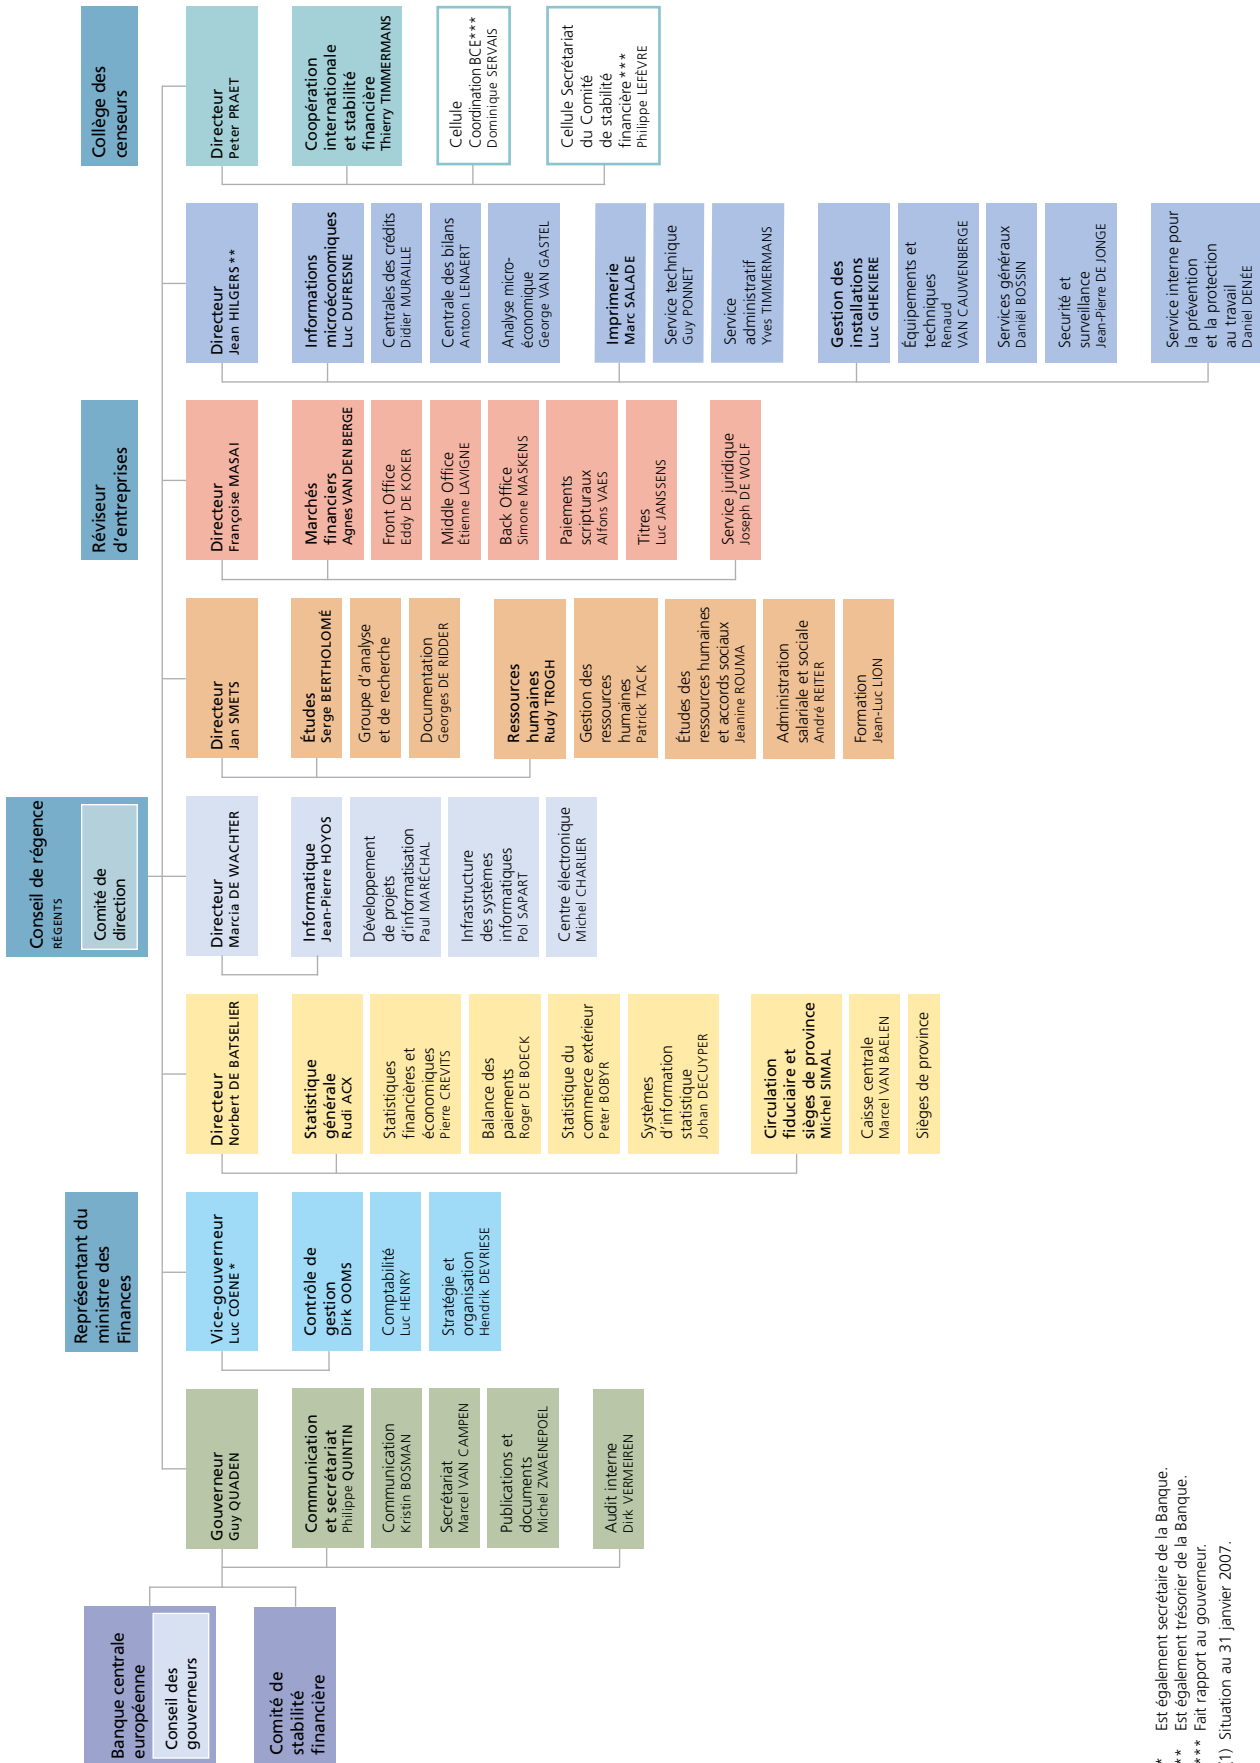 Banque centrale
européenne
Conseil des
gouverneurs
Comité de
stabilité
financière
Représentant du
ministre des
Finances
Conseil de régence
RÉGENTS
Comité de
direction
Réviseur
d'entreprises
Collège des
censeurs
Gouverneur
Guy QUADEN
Communication
et secrétariat
Philippe QUINTIN
Communication
Kristin BOSMAN
Secrétariat
Marcel VAN CAMPEN
Publications et
documents
Michel ZWAENEPOEL
Audit interne
Dirk VERMEIREN
Vice-gouverneur
Luc COENE *
Contrôle de
gestion
Dirk OOMS
Comptabilité
Luc HENRY
Stratégie et
organisation
Hendrik DEVRIESE
Directeur
Norbert DE BATSELIER
Statistique
générale
Rudi ACX
Statistiques
financières et
économiques
Pierre CREVITS
Balance des
paiements
Roger DE BOECK
Statistique du
commerce extérieur
Peter BOBYR
Systèmes
d'information
statistique
Johan DECUYPER
Circulation
fiduciaire et
sièges de province
Michel SIMAL
Caisse centrale
Marcel VAN BAELEN
Sièges de province
Directeur
Marcia DE WACHTER
Informatique
Jean-Pierre HOYOS
Développement
de projets
d'informatisation
Paul MARÉCHAL
Infrastructure
des systèmes
informatiques
Pol SAPART
Centre électronique
Michel CHARLIER
Directeur
Jan SMETS
Études
Serge BERTHOLOMÉ
Groupe d'analyse
et de recherche
Documentation
Georges DE RIDDER
Ressources
humaines
Rudy TROGH
Gestion des
ressources
humaines
Patrick TACK
Études des
ressources humaines
et accords sociaux
Jeanine ROUMA
Administration
salariale et sociale
André REITER
Formation
Jean-Luc LION
Directeur
Françoise MASAI
Marchés
financiers
Agnes VAN DEN BERGE
Front Office
Eddy DE KOKER
Middle Office
Étienne LAVIGNE
Back Office
Simone MASKENS
Paiements
scripturaux
Alfons VAES
Titres
Luc JANSSENS
Service juridique
Joseph DE WOLF
Directeur
Jean HILGERS **
Informations
microéconomiques
Luc DUFRESNE
Centrales des crédits
Didier MURAILLE
Centrale des bilans
Antoon LENAERT
Analyse micro-
économique
George VAN GASTEL
Imprimerie
Marc SALADE
Service technique
Guy PONNET
Service
administratif
Yves TIMMERMANS
Gestion des
installations
Luc GHEKIERE
Équipements et
techniques
Renaud
VAN CAUWENBERGE
Services généraux
Daniël BOSSIN
Securité et
surveillance
Jean-Pierre DE JONGE
Service interne pour
la prévention
et la protection
au travail
Daniel DENÉE
Directeur
Peter PRAET
Coopération
internationale
et stabilité
financière
Thierry TIMMERMANS
Cellule
Coordination BCE***
Dominique SERVAIS
Cellule Secrétariat
du Comité
de stabilité
financière ***
Philippe LEFÈVRE
* Est également secrétaire de la Banque.
** Est également trésorier de la Banque.
*** Fait rapport au gouverneur.
(1) Situation au 31 janvier 2007.